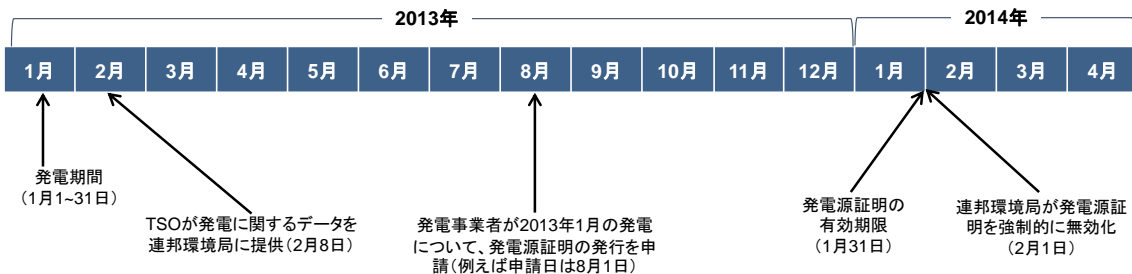 2013年
2014年
1月 2月 3月 4月 5月 6月 7月 8月 9月 10月 11月 12月 1月 2月 3月 4月
発電期間
（1月1~31日）
TSOが発電に関するデータを
連邦環境局に提供（2月8日）
発電事業者が2013年1月の発電
について、発電源証明の発行を申
請（例えば申請日は8月1日）
発電源証明の
有効期限
（1月31日）
連邦環境局が発電源証
明を強制的に無効化
（2月1日）